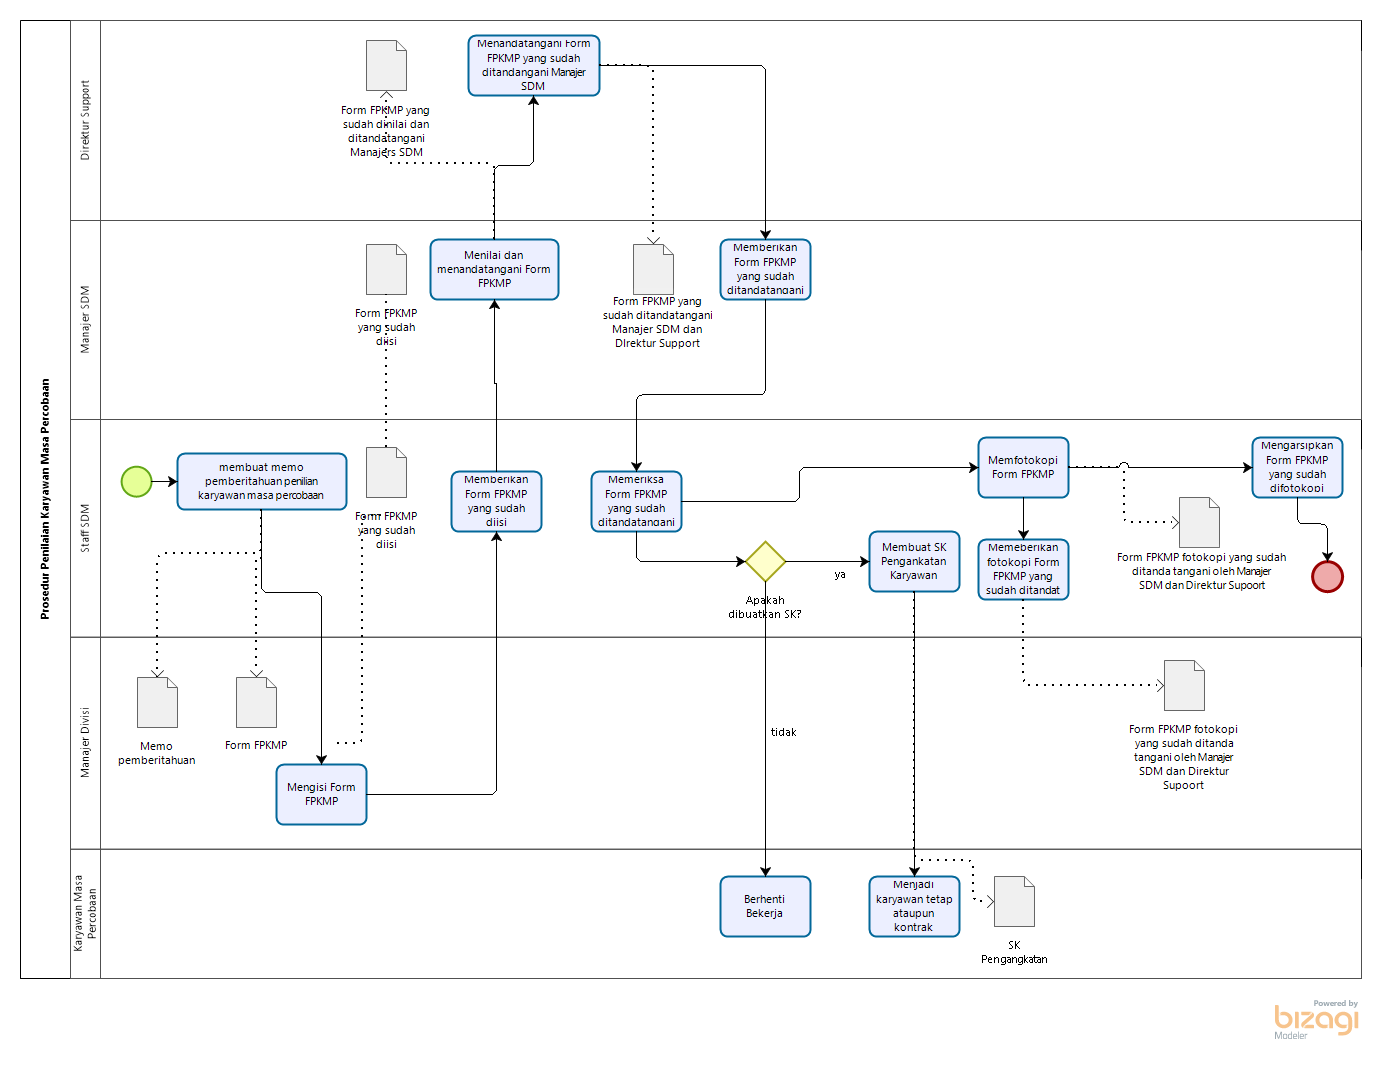 Prosedur Penilaian Karyawan Masa Percobaan
Direktur Support
Form FPKMP yang
sudah dinilai dan
ditandatangani
Manajers SDM
Menandatangani Form
FPKMP yang sudah
ditandangani Manajer
SDM
Manajer SDM
Form FPKMP
yang sudah
diisi
Menilai dan
menandatangani Form
FPKMP
Form FPKMP yang
sudah ditandatangani
Manajer SDM dan
DIrektur Support
Memberikan
Form FPKMP
yang sudah
ditandatangani
Staff SDM
membuat memo
pemberitahuan penilian
karyawan masa percobaan
Form FPKMP
yang sudah
diisi
Memberikan
Form FPKMP
yang sudah
diisi
Memeriksa
Form FPKMP
yang sudah
ditandatangani
Apakah
dibuatkan SK?
ya
tidak
Membuat SK
Pengankatan
Karyawan
Memfotokopi
Form FPKMP
Memeberikan
fotokopi Form
FPKMP yang
sudah ditandat
Form FPKMP fotokopi yang sudah
ditanda tangani oleh Manajer
SDM dan Direktur Supoort
Mengarsipkan
Form FPKMP
yang sudah
difotokopi
Manajer Divisi
Memo
pemberitahuan
Form FPKMP
Mengisi Form
FPKMP
Form FPKMP fotokopi
yang sudah ditanda
tangani oleh Manajer
SDM dan Direktur
Supoort
Karyawan Masa
Percobaan
Berhenti
Bekerja
Menjadi
karyawan tetap
ataupun
kontrak
SK
Pengangkatan
Powered by
bizagi
Modeler